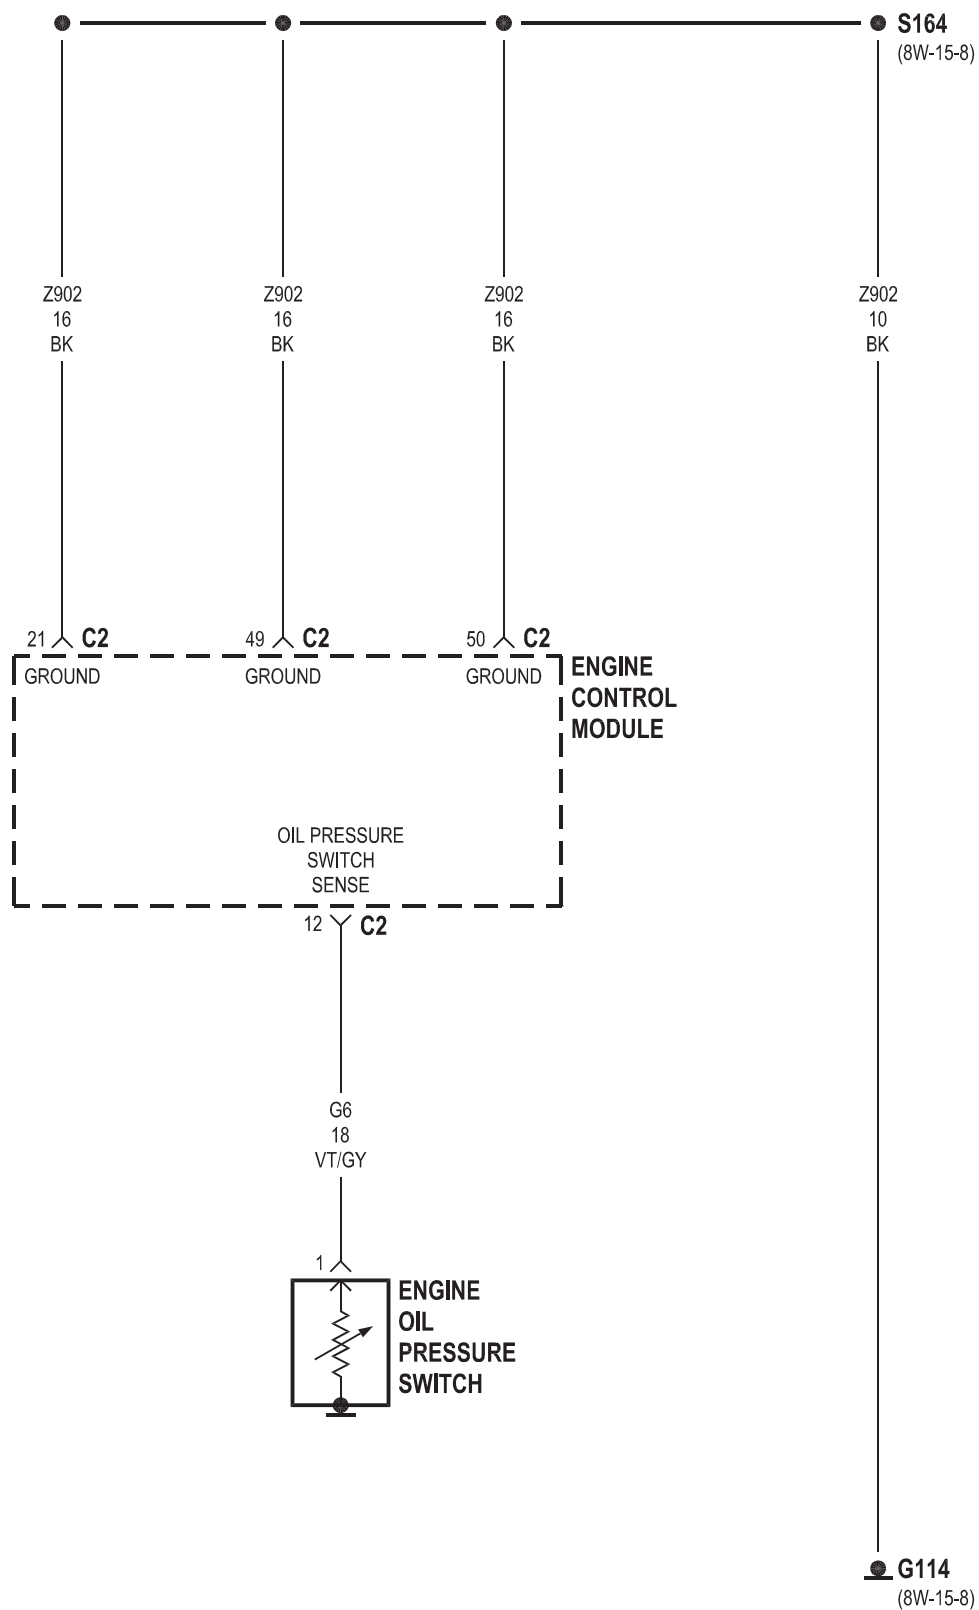 S164
(8W-15-8)
Z902
16
BK
Z902
16
BK
Z902
16
BK
Z902
10
BK
21 C2
49 C2
50 C2
GROUND
GROUND
GROUND
ENGINE
CONTROL
MODULE
OIL PRESSURE
SWITCH
SENSE
12 C2
G6
18
VT/GY
1
ENGINE
OIL
PRESSURE
SWITCH
G114
(8W-15-8)